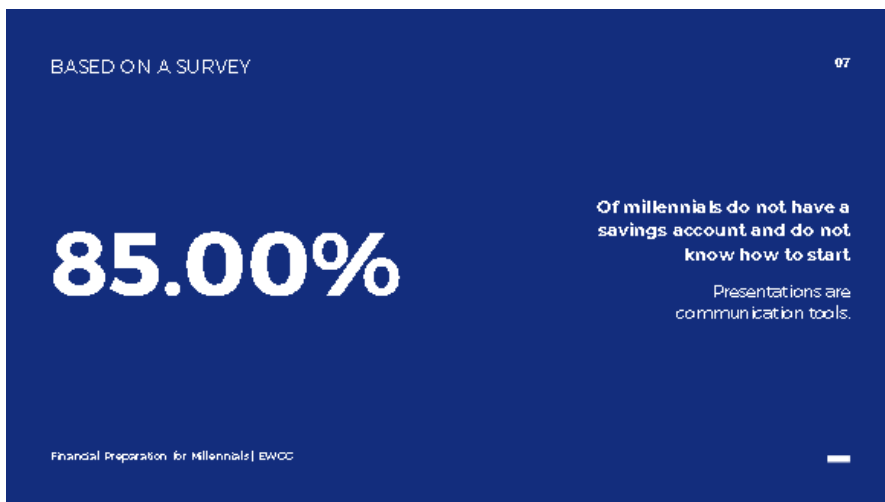 BASED ON A SURVEY
07
85.00%
Of millennials do not have a
savings account and do not
know how to start
Presentations are
communication tools.
Financial Preparation for Millennials | EWCC